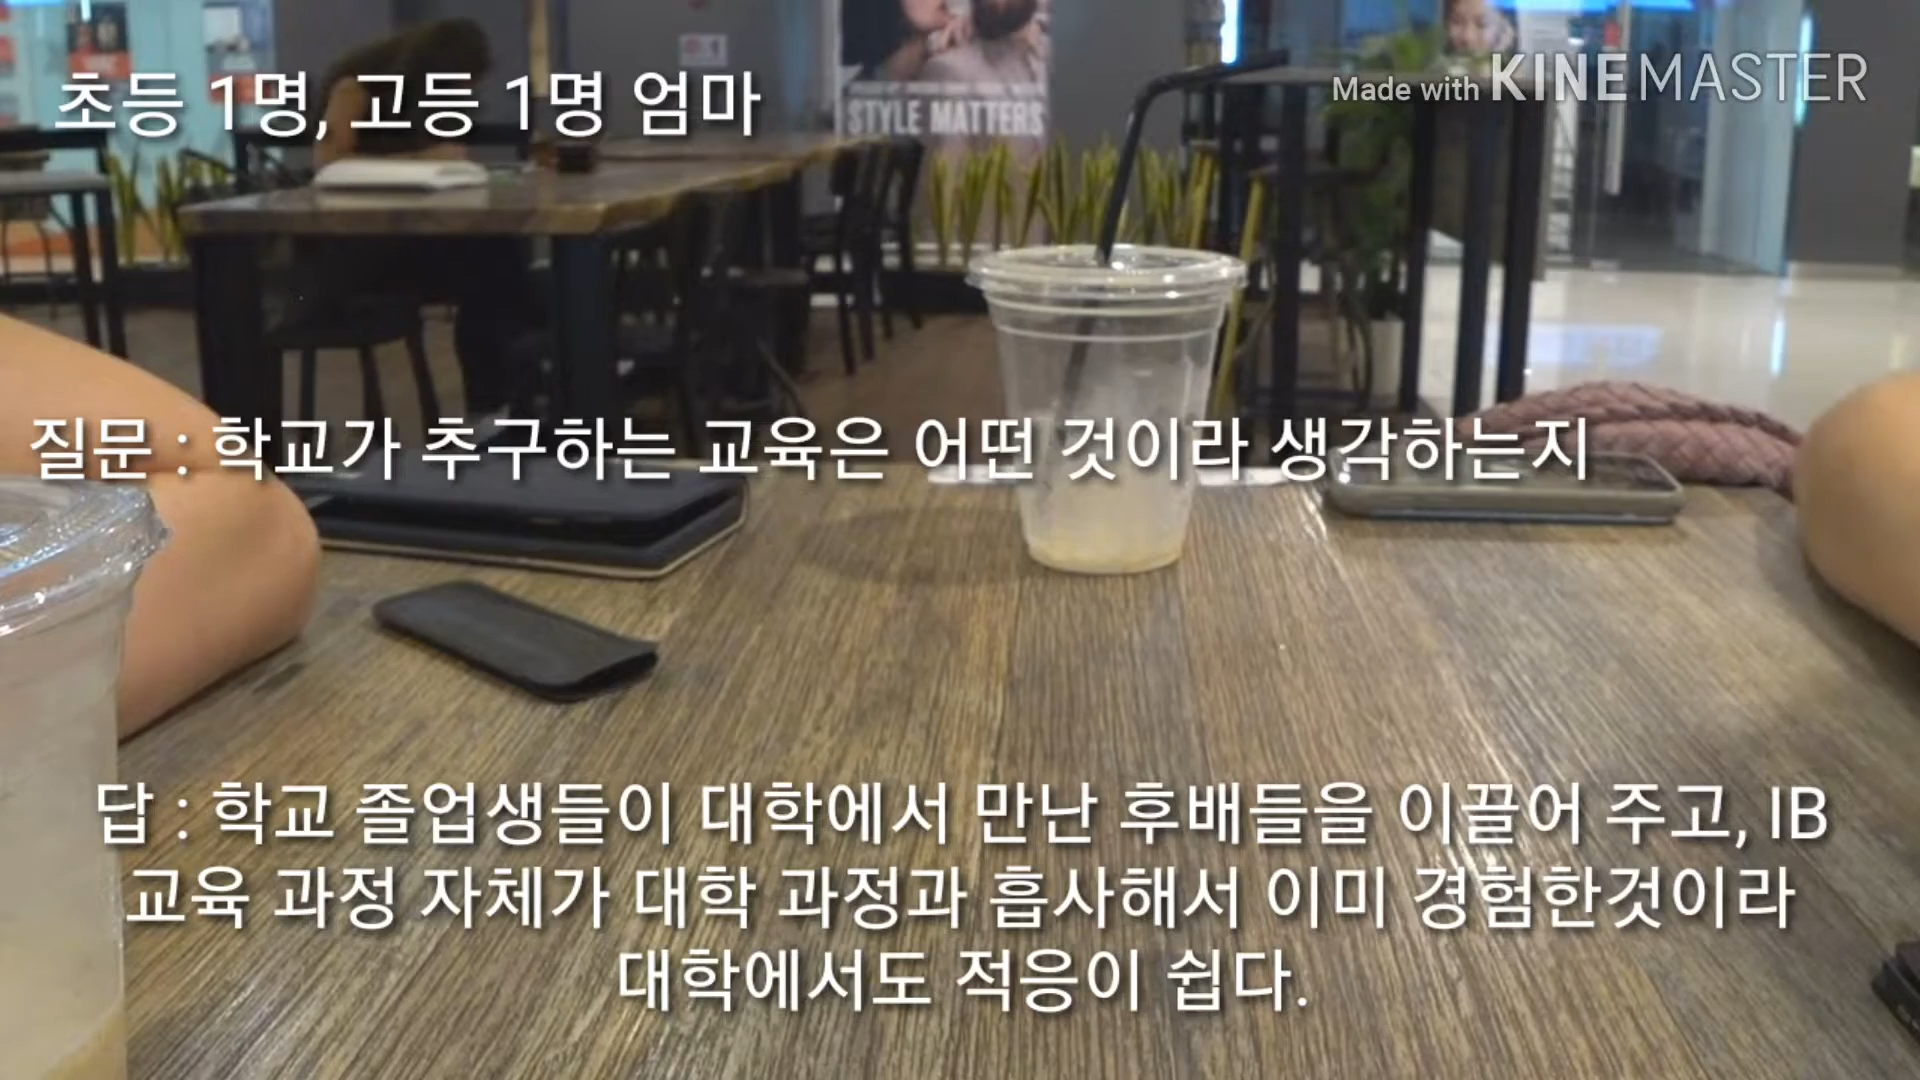 초등 1명, 고등 1명 엄마
Made with KINEMASTER
STYLE MATTERS
질문 : 학교가 추구하는 교육은 어떤 것이라 생각하는지
답 : 학교 졸업생들이 대학에서 만난 후배들을 이끌어 주고, IB
교육 과정 자체가 대학 과정과 흡사해서 이미 경험한것이라
대학에서도 적응이 쉽다.